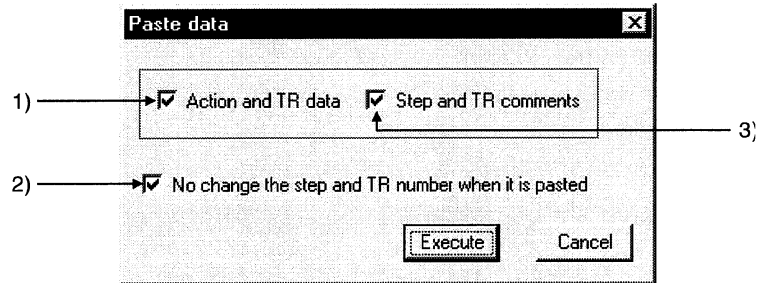 Paste data
1) Action and TR data Step and TR comments
3)
2) No change the step and TR number when it is pasted
Execute Cancel